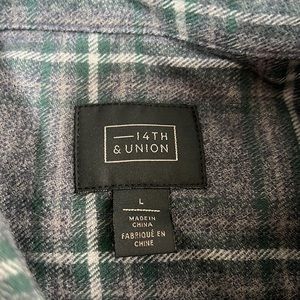 14TH
& UNION
L
MADE IN
CHINA
FABRIQUÉ EN
CHINE